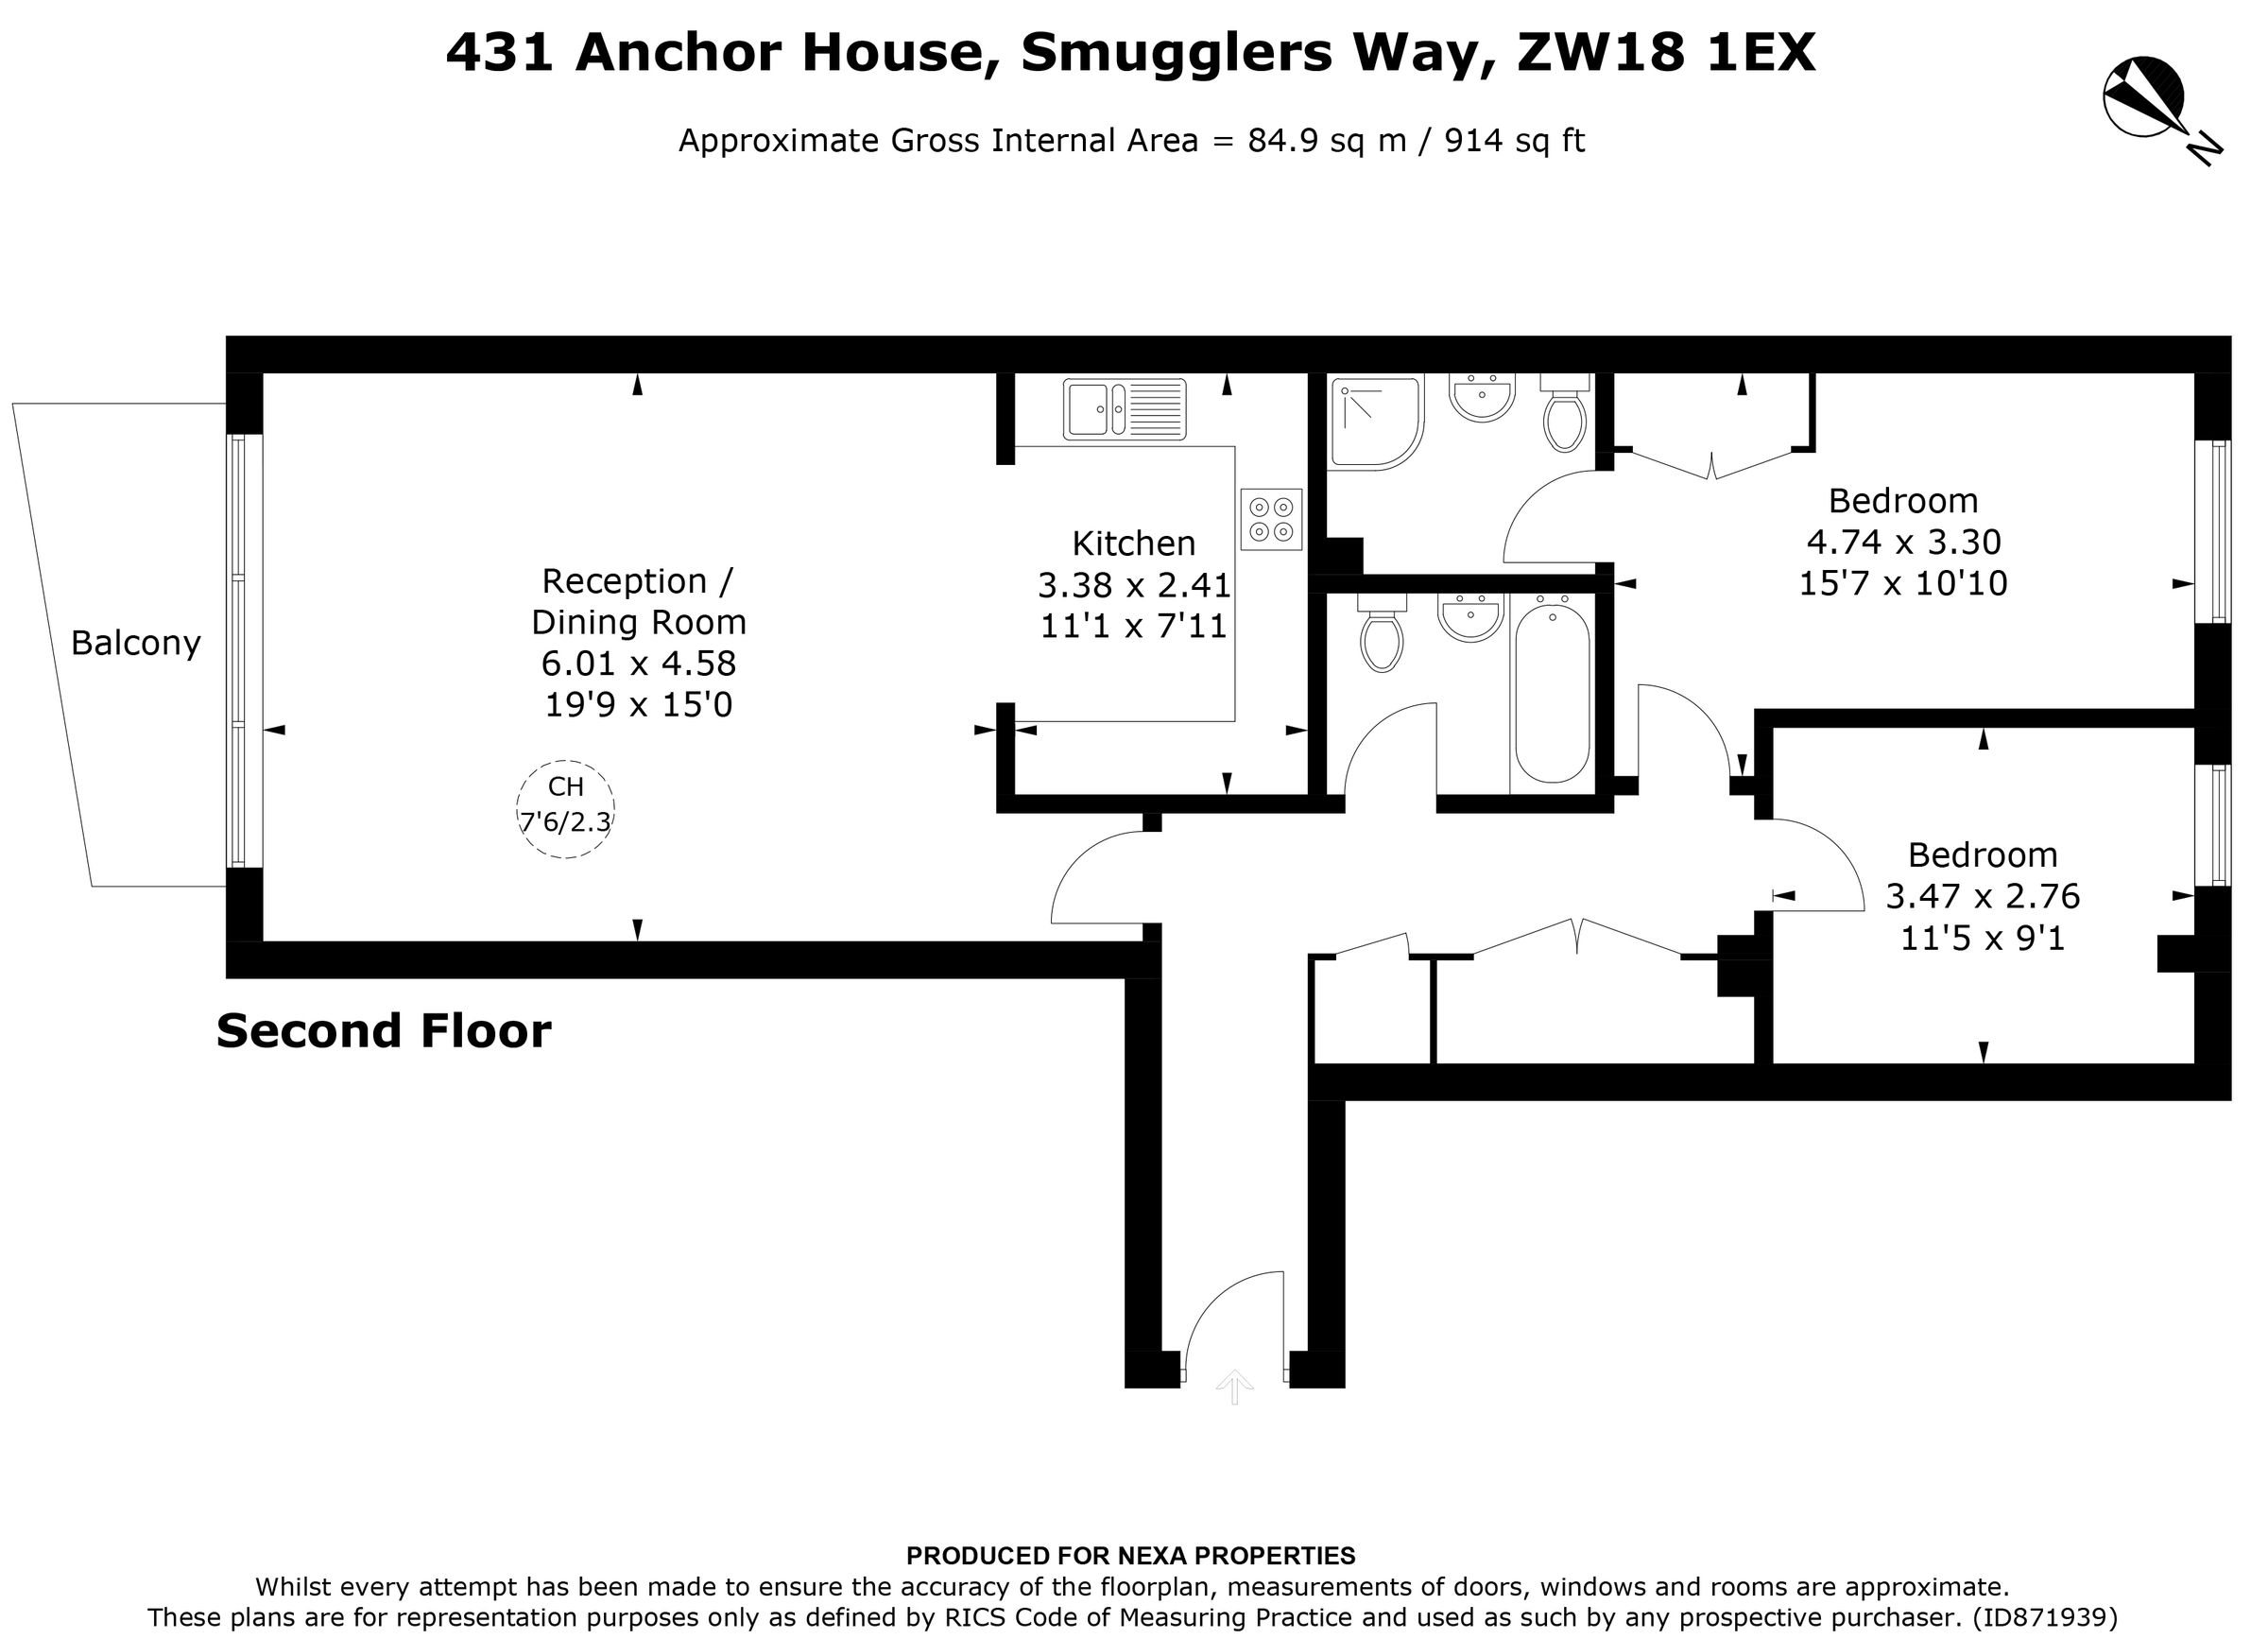 431 Anchor House, Smugglers Way, ZW18 1EX
Approximate Gross Internal Area = 84.9 sq m / 914 sq ft
N
Balcony
Reception /
Dining Room
6.01 x 4.58
19'9 x 15'0
CH
7'6/2.3
Kitchen
3.38 x 2.41
11'1 x 7'11
Bedroom
4.74 x 3.30
15'7 x 10'10
Bedroom
3.47 x 2.76
11'5 x 9'1
Second Floor
PRODUCED FOR NEXA PROPERTIES
Whilst every attempt has been made to ensure the accuracy of the floorplan, measurements of doors, windows and rooms are approximate.
These plans are for representation purposes only as defined by RICS Code of Measuring Practice and used as such by any prospective purchaser. (ID871939)